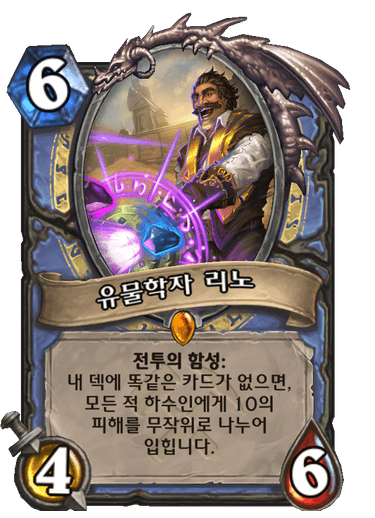 6
유물학자 리노
전투의 함성:
내 덱에 똑같은 카드가 없으면,
모든 적 하수인에게 10의
피해를 무작위로 나누어
입힙니다.
4
6